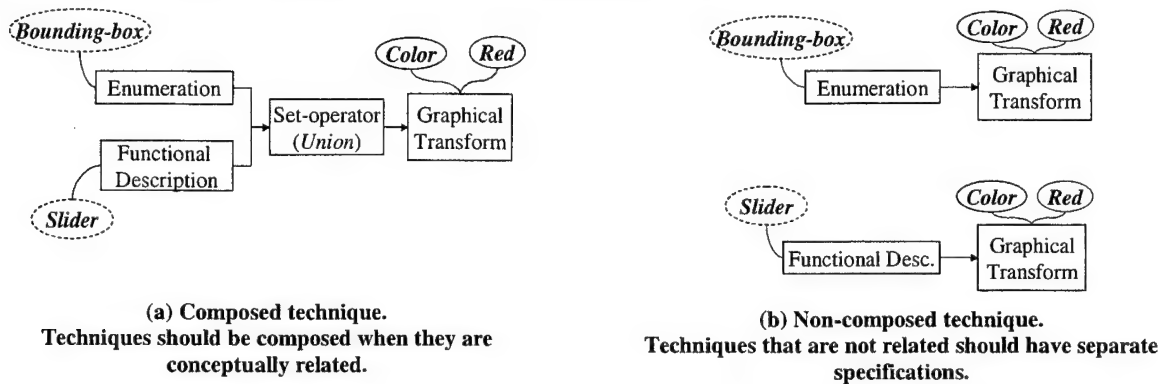 Bounding-box
Color
Red
Enumeration
Set-operator
(Union)
Graphical
Transform
Functional
Description
Slider
(a) Composed technique.
Techniques should be composed when they are
conceptually related.
Bounding-box
Color
Red
Enumeration
Graphical
Transform
Slider
Color
Red
Functional Desc.
Graphical
Transform
(b) Non-composed technique.
Techniques that are not related should have separate
specifications.